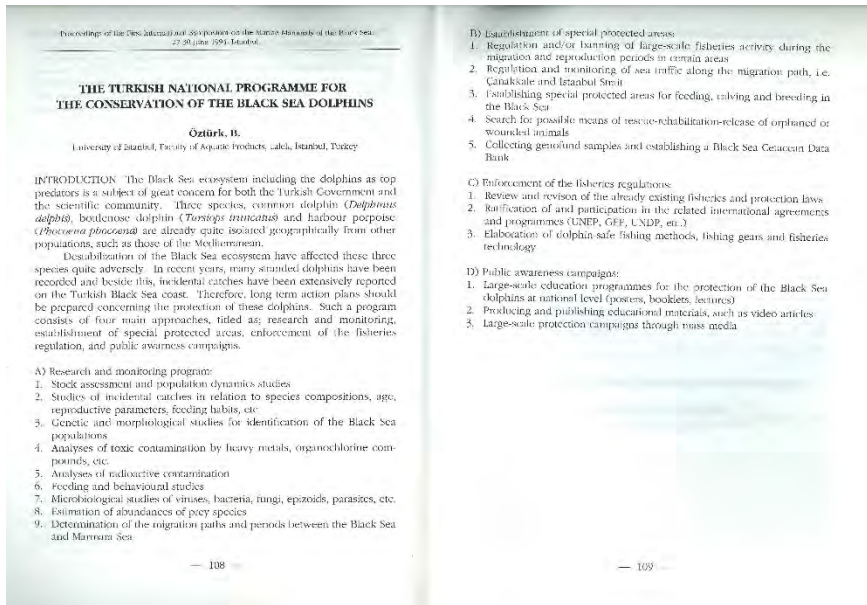 Proceedings of the First International Symposium on the Marine Mammals of the Black Sea
27-30 June 1994, Istanbul
THE TURKISH NATIONAL PROGRAMME FOR
THE CONSERVATION OF THE BLACK SEA DOLPHINS
Öztürk, B.
University of Istanbul, Faculty of Aquatic Products, Laleli, Istanbul, Turkey
INTRODUCTION The Black Sea ecosystem including the dolphins as top
predators is a subject of great concern for both the Turkish Government and
the scientific community. Three species, common dolphin (Delphinus
delphis), bottlenose dolphin (Tursiops truncatus) and harbour porpoise
(Phocoena phocoena) are already quite isolated geographically from other
populations, such as those of the Mediterranean.
Destabilization of the Black Sea ecosystem have affected these three
species quite adversely. In recent years, many stranded dolphins have been
recorded and beside this, incidental catches have been extensively reported
on the Turkish Black Sea coast. Therefore, long term action plans should
be prepared concerning the protection of these dolphins. Such a program
consists of four main approaches, titled as; research and monitoring,
establishment of special protected areas, enforcement of the fisheries
regulation, and public awarness campaigns.
A) Research and monitoring program:
1. Stock assessment and population dynamics studies
2. Studies of incidental catches in relation to species compositions, age,
reproductive parameters, feeding habits, etc
3. Genetic and morphological studies for identification of the Black Sea
populations
4. Analyses of toxic contamination by heavy metals, organochlorine com-
pounds, etc.
5. Analyses of radioactive contamination
6. Feeding and behavioural studies
7. Microbiological studies of viruses, bacteria, fungi, epizoids, parasites, etc.
8. Estimation of abundances of prey species
9. Determination of the migration paths and periods between the Black Sea
and Marmara Sea
— 108 —
B) Establishment of special protected areas:
1. Regulation and/or banning of large-scale fisheries activity during the
migration and reproduction periods in certain areas
2. Regulation and monitoring of sea traffic along the migration path, i.e.
Çanakkale and Istanbul Strait
3. Establishing special protected areas for feeding, calving and breeding in
the Black Sea
4. Search for possible means of rescue-rehabilitation-release of orphaned or
wounded animals
5. Collecting genofund samples and establishing a Black Sea Cetacean Data
Bank
C) Enforcement of the fisheries regulations:
1. Review and revison of the already existing fisheries and protection laws
2. Ratification of and participation in the related international agreements
and programmes (UNEP, GEF, UNDP, etc.)
3. Elaboration of dolphin-safe fishing methods, fishing gears and fisheries
technology
D) Public awareness campaigns:
1. Large-scale education programmes for the protection of the Black Sea
dolphins at national level (posters, booklets, lectures)
2. Producing and publishing educational materials, such as video articles
3. Large-scale protection campaigns through mass media
— 109 —